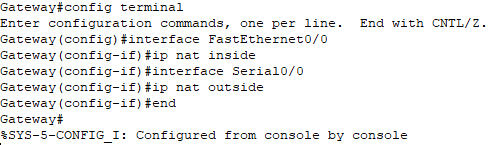 Gateway#config terminal
Enter configuration commands, one per line.  End with CNTL/Z.
Gateway(config)#interface FastEthernet0/0
Gateway(config-if)#ip nat inside
Gateway(config-if)#interface Serial0/0
Gateway(config-if)#ip nat outside
Gateway(config-if)#end
Gateway#
%SYS-5-CONFIG_I: Configured from console by console